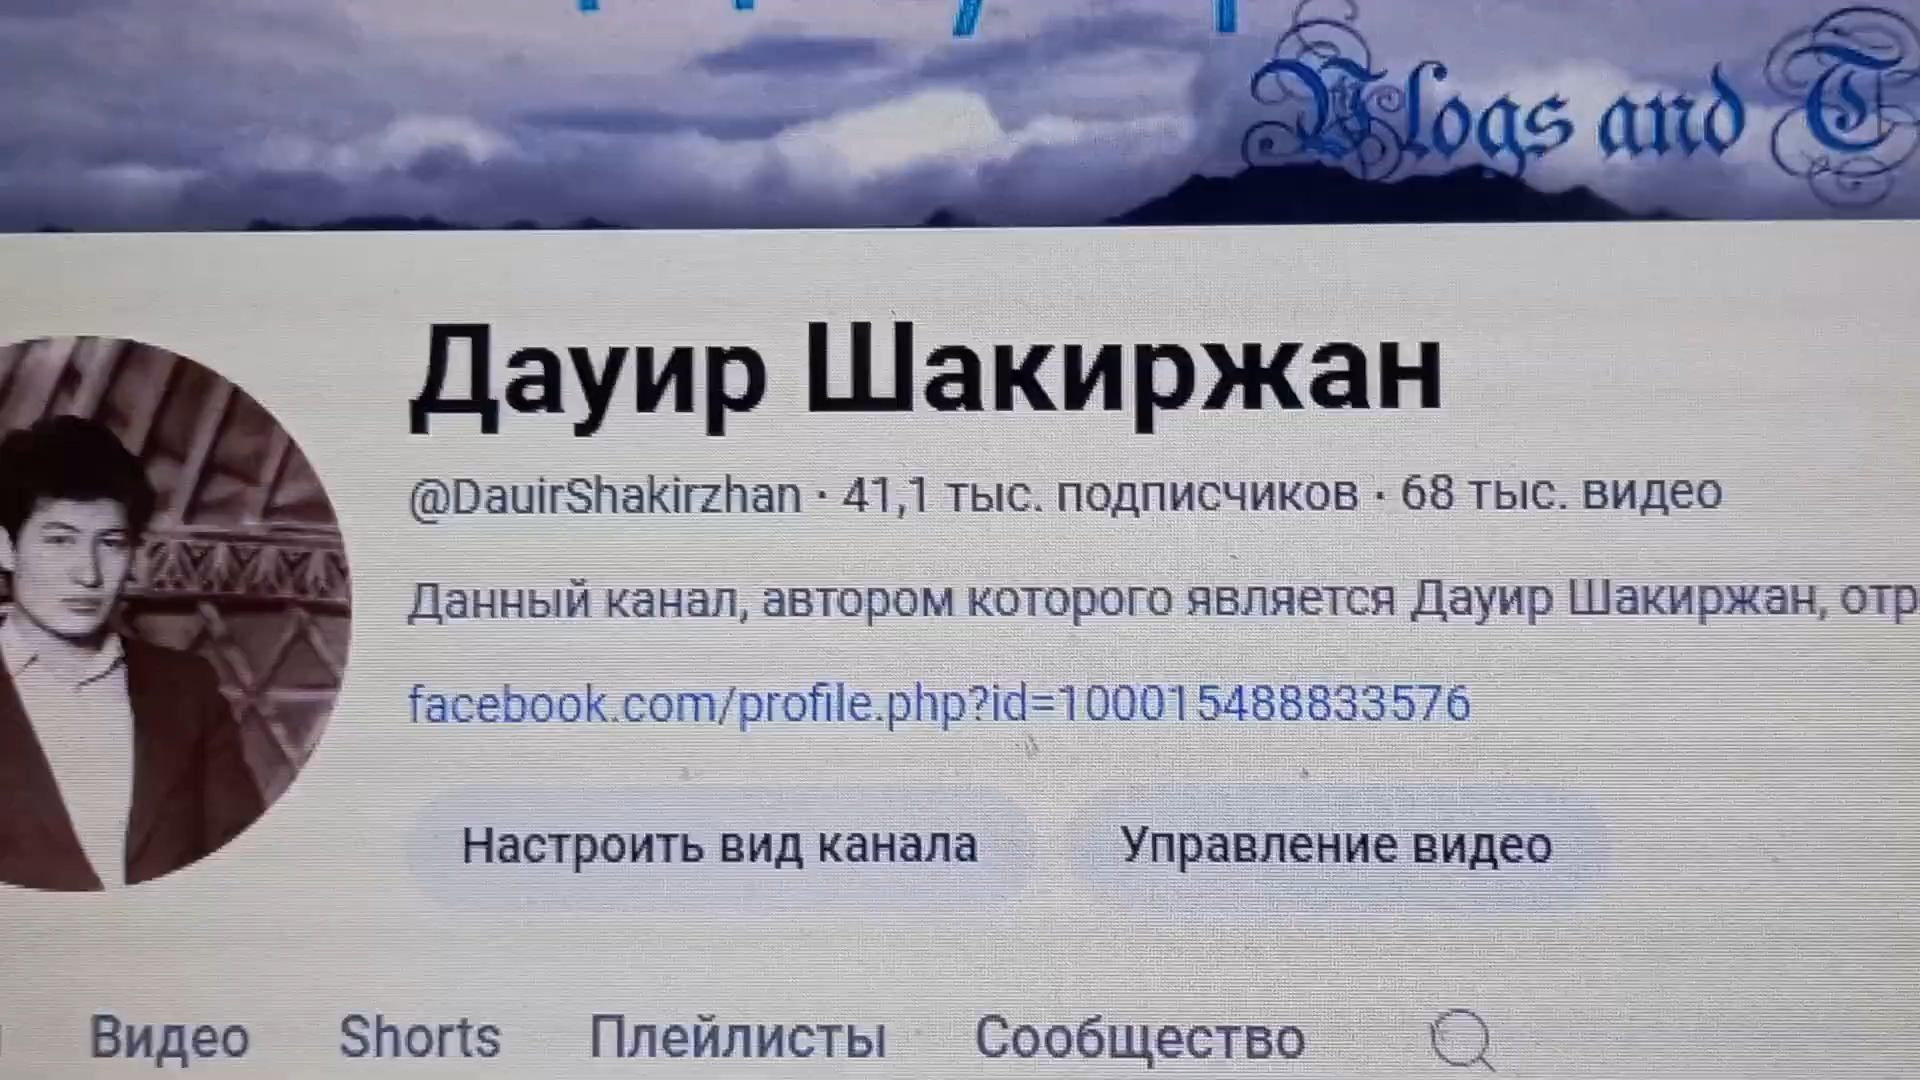 Vlogs and
Дауир Шакиржан
@DauirShakirzhan · 41,1 тыс. подписчиков · 68 тыс. видео
Данный канал, автором которого является Дауир Шакиржан, отр
facebook.com/profile.php?id=100015488833576
Настроить вид канала Управление видео
Видео Shorts Плейлисты Сообщество